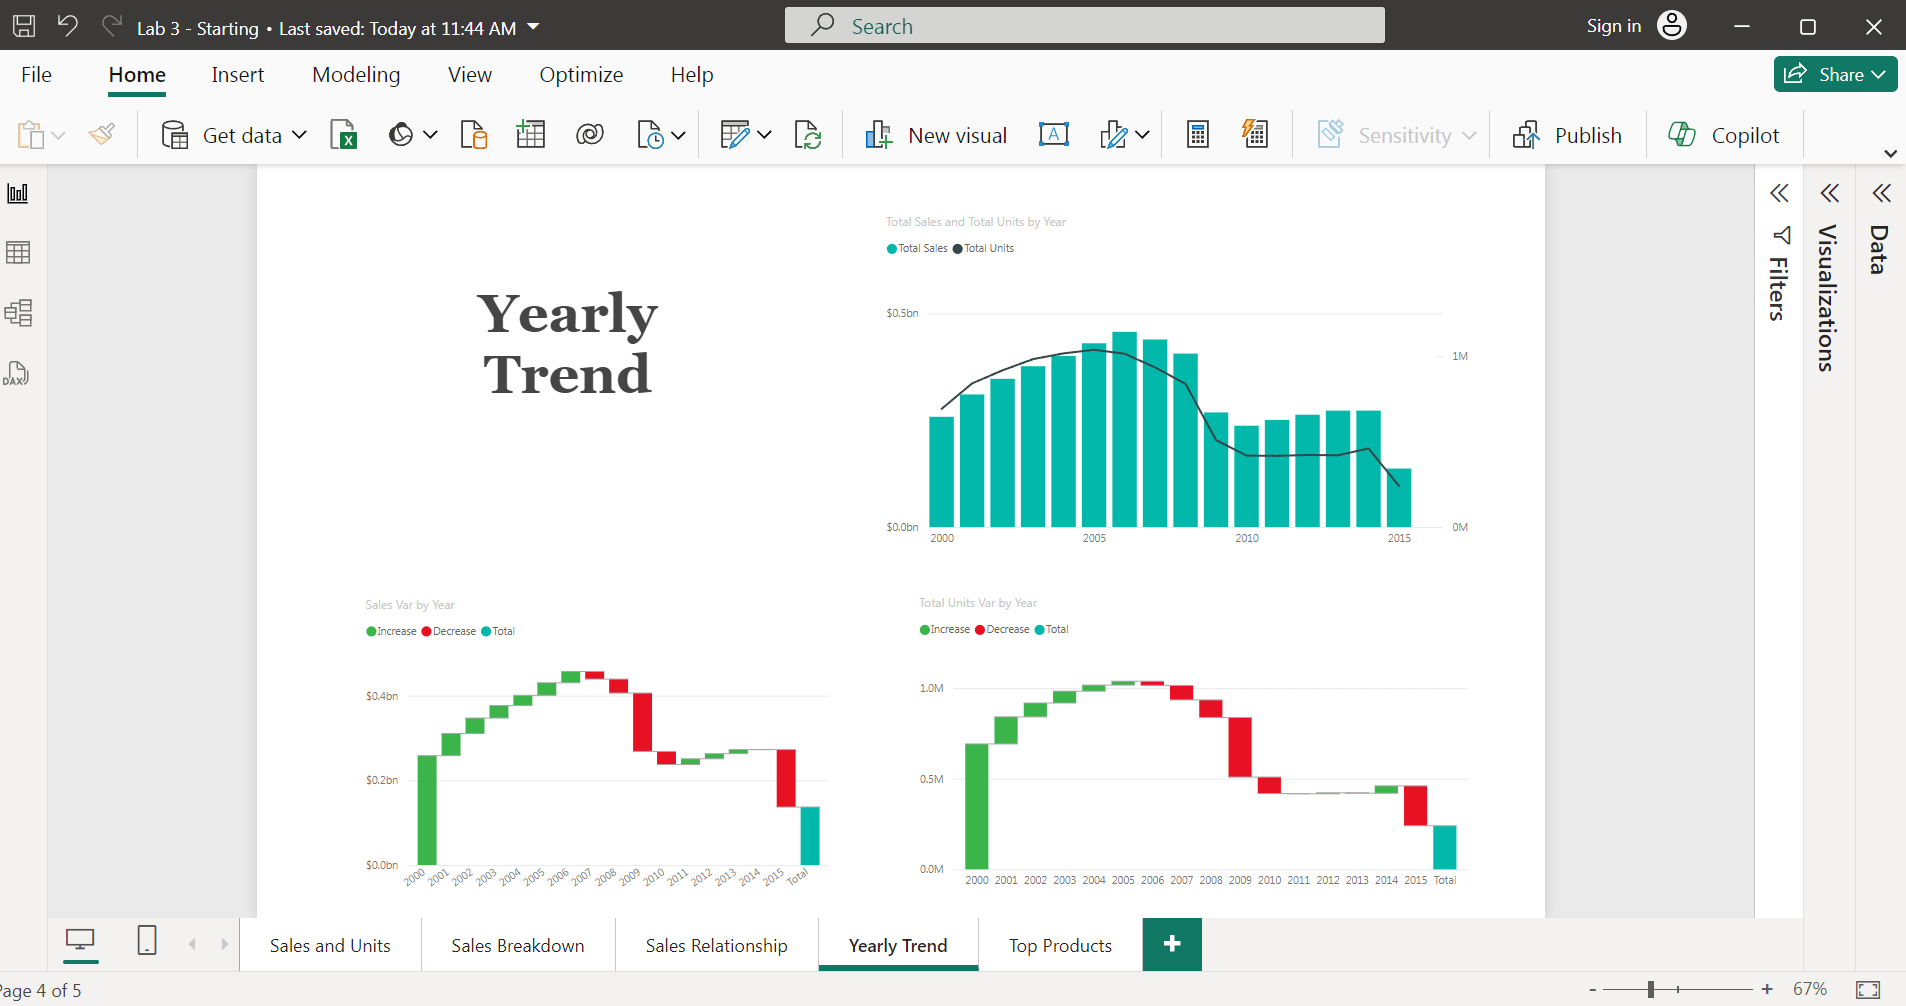 Lab 3 - Starting • Last saved: Today at 11:44 AM
Search
Sign in
File Home Insert Modeling View Optimize Help
Share
Get data
New visual
A
Sensitivity
Publish
Copilot
DAX
Filters
Visualizations
Data
Yearly
Trend
Total Sales and Total Units by Year
Total Sales Total Units
$0.5bn
1M
$0.0bn
0M
2000 2005 2010 2015
Sales Var by Year
Increase Decrease Total
$0.4bn
$0.2bn
$0.0bn
2000 2001 2002 2003 2004 2005 2006 2007 2008 2009 2010 2011 2012 2013 2014 2015 Total
Total Units Var by Year
Increase Decrease Total
1.0M
0.5M
0.0M
2000 2001 2002 2003 2004 2005 2006 2007 2008 2009 2010 2011 2012 2013 2014 2015 Total
Sales and Units Sales Breakdown Sales Relationship Yearly Trend Top Products +
Page 4 of 5
- + 67%